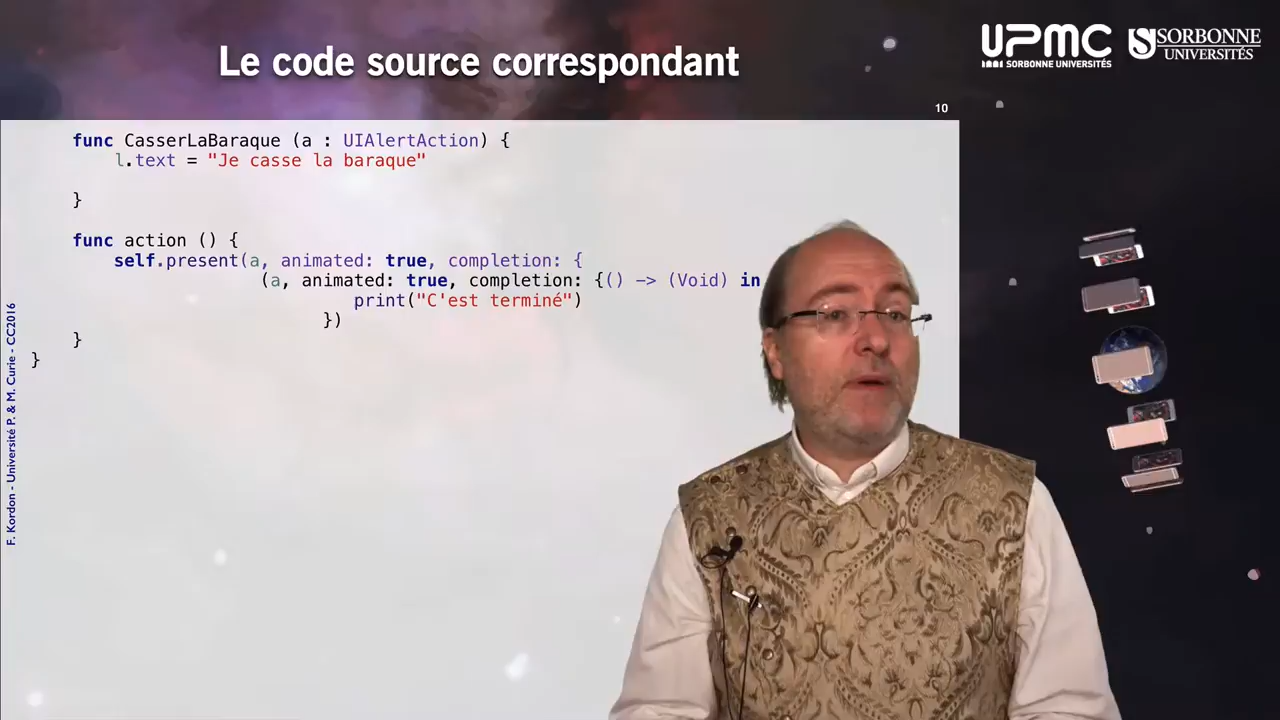 Le code source correspondant
UPMC
SORBONNE UNIVERSITÉS
SORBONNE
UNIVERSITÉS
10
func CasserLaBaraque (a : UIAlertAction) {
l.text = "Je casse la baraque"
}
func action () {
self.present(a, animated: true, completion: {
(a, animated: true, completion: {() -> (Void) in
print("C'est terminé")
})
}
}
F. Kordon - Université P. & M. Curie - CC2016